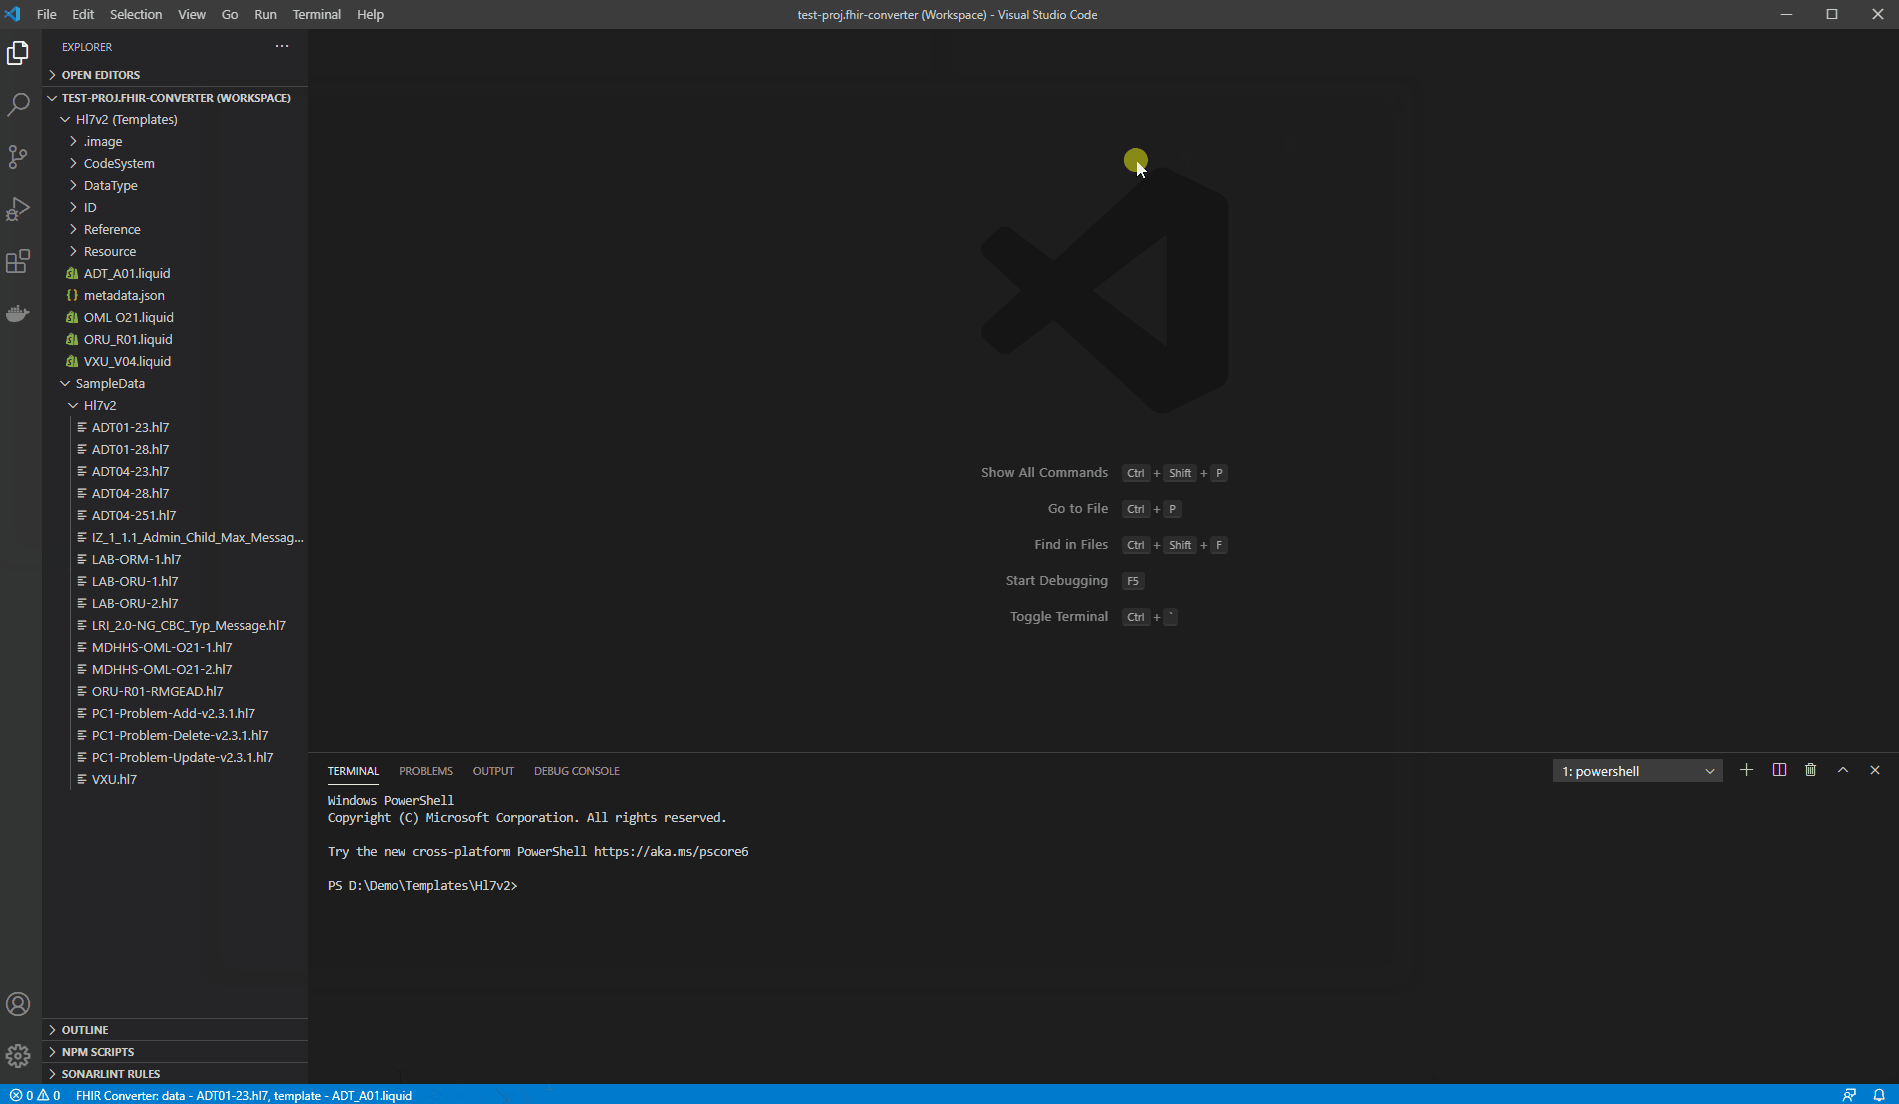 File Edit Selection View Go Run Terminal Help
test-proj.fhir-converter (Workspace) - Visual Studio Code
EXPLORER
OPEN EDITORS
TEST-PROJ.FHIR-CONVERTER (WORKSPACE)
Hl7v2 (Templates)
.image
CodeSystem
DataType
ID
Reference
Resource
ADT_A01.liquid
metadata.json
OML O21.liquid
ORU_R01.liquid
VXU_V04.liquid
SampleData
Hl7v2
ADT01-23.hl7
ADT01-28.hl7
ADT04-23.hl7
ADT04-28.hl7
ADT04-251.hl7
IZ_1_1.1_Admin_Child_Max_Messag...
LAB-ORM-1.hl7
LAB-ORU-1.hl7
LAB-ORU-2.hl7
LRI_2.0-NG_CBC_Typ_Message.hl7
MDHHS-OML-O21-1.hl7
MDHHS-OML-O21-2.hl7
ORU-R01-RMGEAD.hl7
PC1-Problem-Add-v2.3.1.hl7
PC1-Problem-Delete-v2.3.1.hl7
PC1-Problem-Update-v2.3.1.hl7
VXU.hl7
OUTLINE
NPM SCRIPTS
SONARLINT RULES
Show All Commands Ctrl + Shift + P
Go to File Ctrl + P
Find in Files Ctrl + Shift + F
Start Debugging F5
Toggle Terminal Ctrl + `
TERMINAL PROBLEMS OUTPUT DEBUG CONSOLE
1: powershell
Windows PowerShell
Copyright (C) Microsoft Corporation. All rights reserved.
Try the new cross-platform PowerShell https://aka.ms/pscore6
PS D:\Demo\Templates\Hl7v2>
0 0 FHIR Converter: data - ADT01-23.hl7, template - ADT_A01.liquid